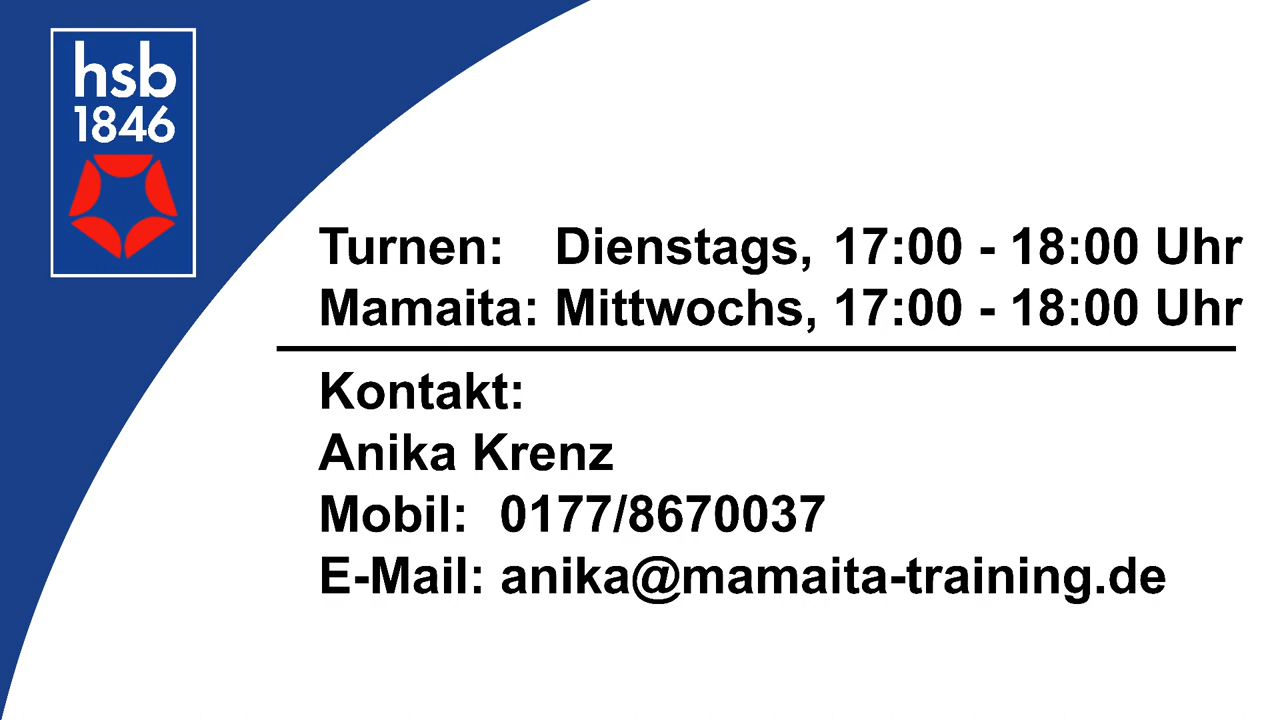 hsb
1846
Turnen: Dienstags, 17:00 - 18:00 Uhr
Mamaita: Mittwochs, 17:00 - 18:00 Uhr
Kontakt:
Anika Krenz
Mobil: 0177/8670037
E-Mail: anika@mamaita-training.de